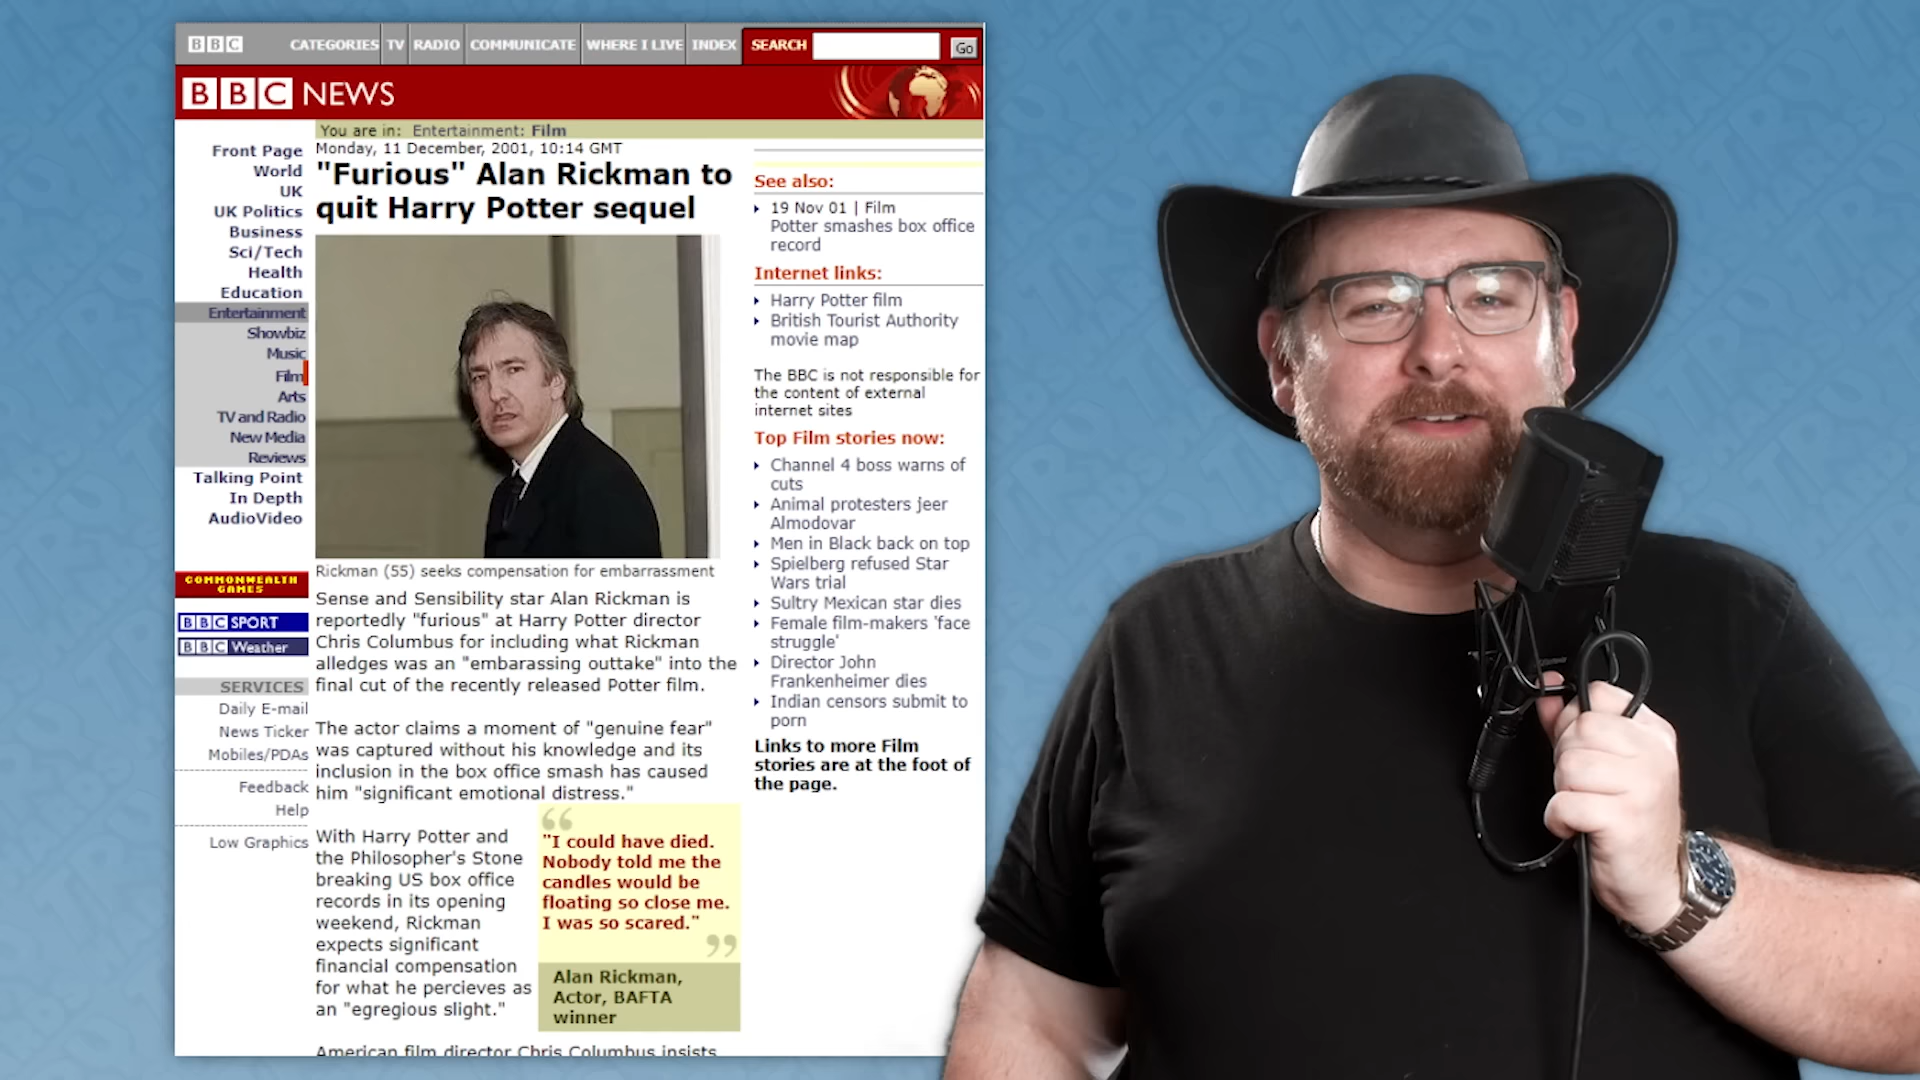 BBC CATEGORIES TV RADIO COMMUNICATE WHERE I LIVE INDEX SEARCH Go
BBC NEWS
You are in: Entertainment: Film
Front Page
World
UK
UK Politics
Business
Sci/Tech
Health
Education
Entertainment
Showbiz
Music
Film
Arts
TV and Radio
New Media
Reviews
Talking Point
In Depth
AudioVideo
COMMONWEALTH
GAMES
BBC SPORT
BBC Weather
SERVICES
Daily E-mail
News Ticker
Mobiles/PDAs
Feedback
Help
Low Graphics
Monday, 11 December, 2001, 10:14 GMT
"Furious" Alan Rickman to
quit Harry Potter sequel
Rickman (55) seeks compensation for embarrassment
Sense and Sensibility star Alan Rickman is
reportedly "furious" at Harry Potter director
Chris Columbus for including what Rickman
alledges was an "embarassing outtake" into the
final cut of the recently released Potter film.
The actor claims a moment of "genuine fear"
was captured without his knowledge and its
inclusion in the box office smash has caused
him "significant emotional distress."
With Harry Potter and
the Philosopher's Stone
breaking US box office
records in its opening
weekend, Rickman
expects significant
financial compensation
for what he percieves as
an "egregious slight."
American film director Chris Columbus insists
"I could have died.
Nobody told me the
candles would be
floating so close me.
I was so scared."
Alan Rickman,
Actor, BAFTA
winner
See also:
19 Nov 01 | Film
Potter smashes box office
record
Internet links:
Harry Potter film
British Tourist Authority
movie map
The BBC is not responsible for
the content of external
internet sites
Top Film stories now:
Channel 4 boss warns of
cuts
Animal protesters jeer
Almodovar
Men in Black back on top
Spielberg refused Star
Wars trial
Sultry Mexican star dies
Female film-makers 'face
struggle'
Director John
Frankenheimer dies
Indian censors submit to
porn
Links to more Film
stories are at the foot of
the page.